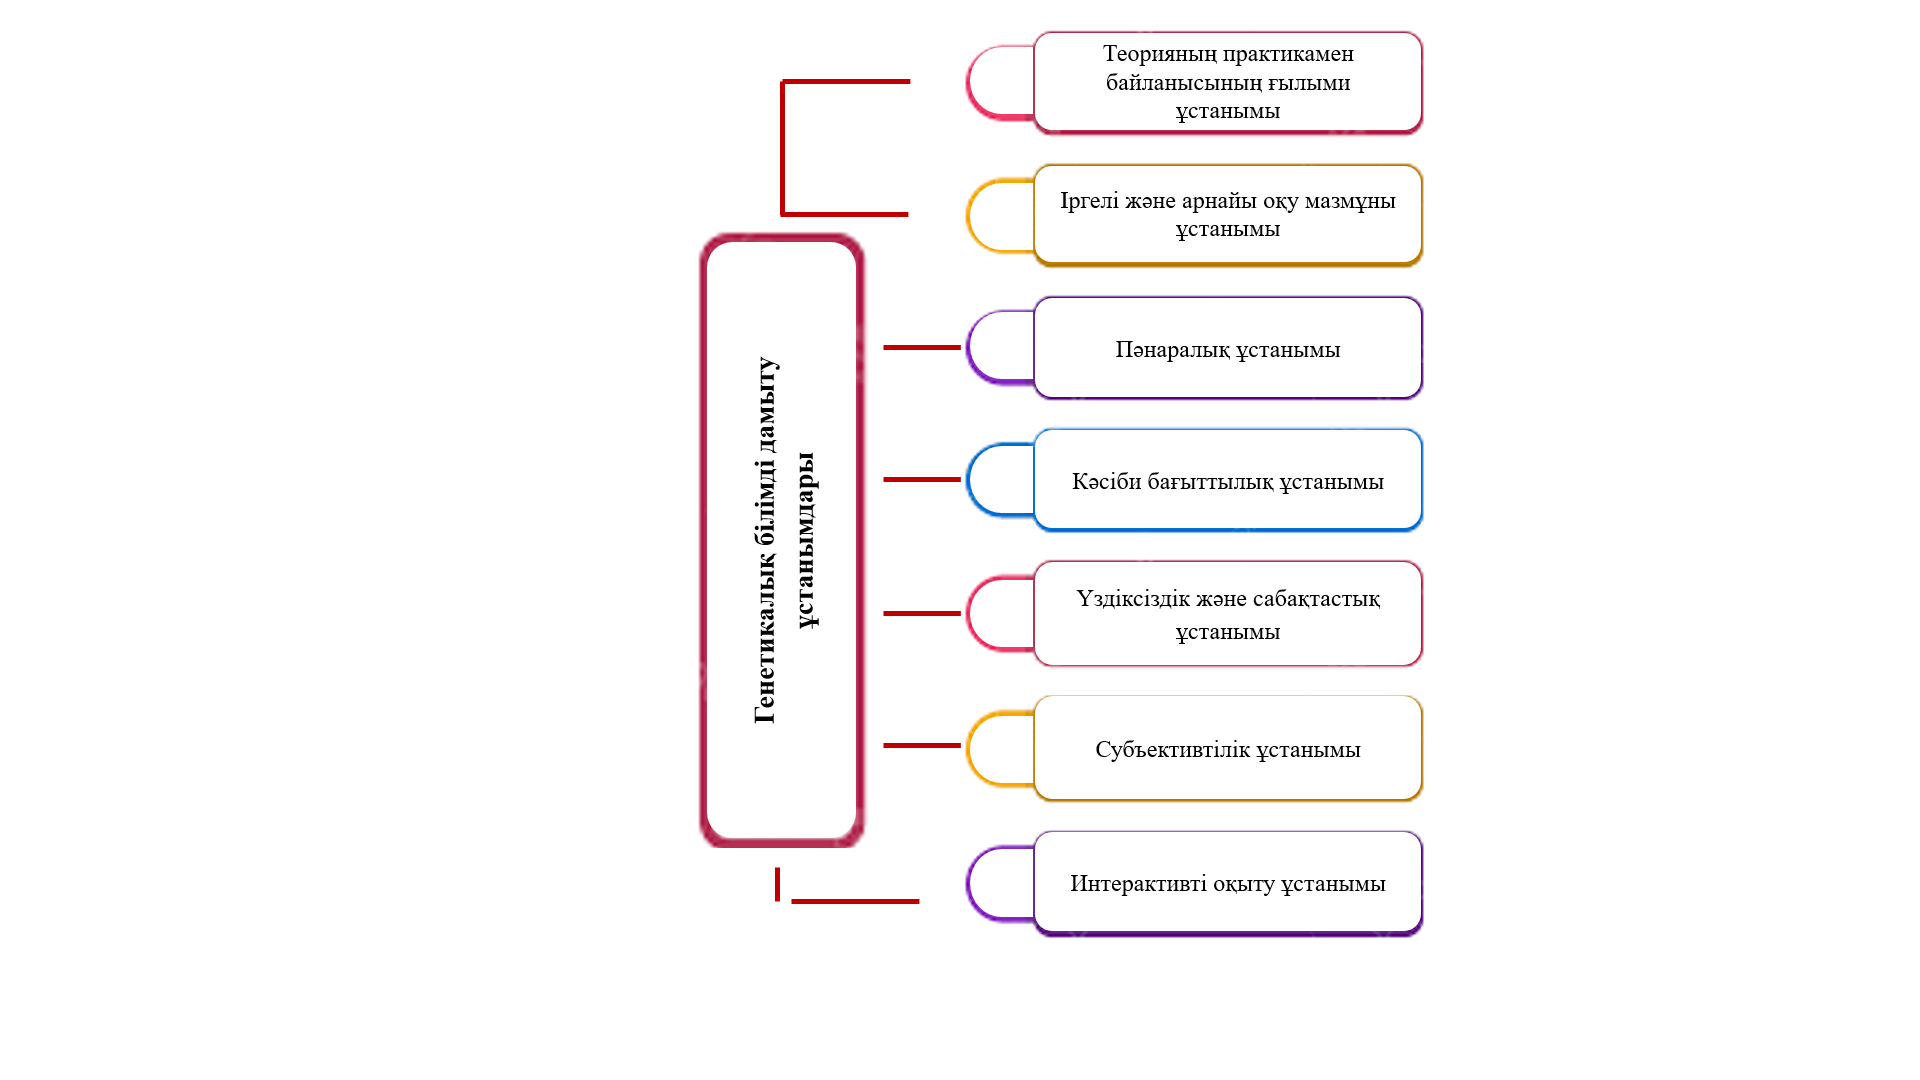 Генетикалық білімді дамыту
ұстанымдары
Теорияның практикамен
байланысының ғылыми
ұстанымы
Іргелі және арнайы оқу мазмұны
ұстанымы
Пәнаралық ұстанымы
Кәсіби бағыттылық ұстанымы
Үздіксіздік және сабақтастық
ұстанымы
Субъективтілік ұстанымы
Интерактивті оқыту ұстанымы